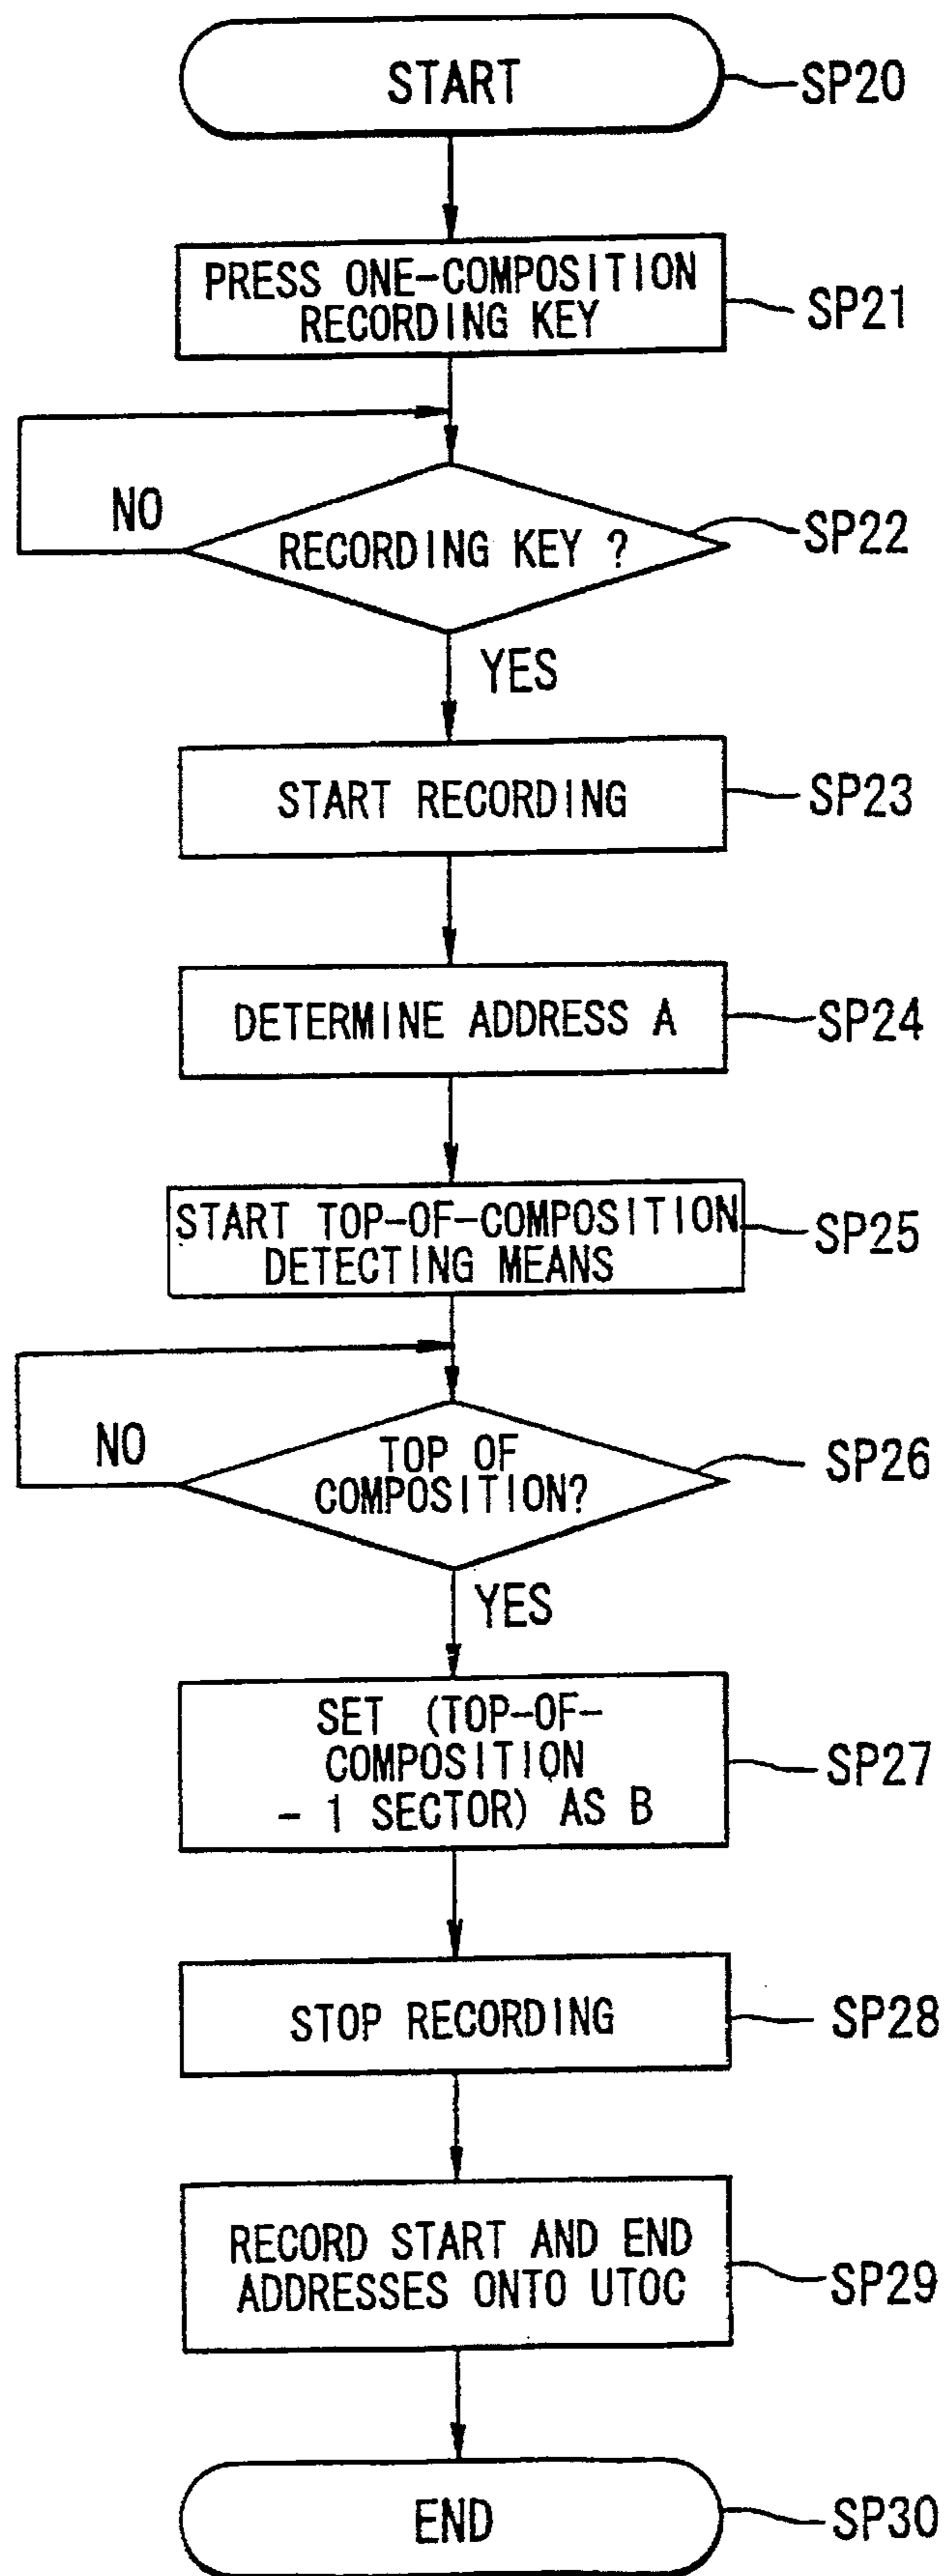 START
SP20
PRESS ONE-COMPOSITION
RECORDING KEY
SP21
NO
RECORDING KEY ?
SP22
YES
START RECORDING
SP23
DETERMINE ADDRESS A
SP24
START TOP-OF-COMPOSITION
DETECTING MEANS
SP25
NO
TOP OF
COMPOSITION?
SP26
YES
SET (TOP-OF-
COMPOSITION
- 1 SECTOR) AS B
SP27
STOP RECORDING
SP28
RECORD START AND END
ADDRESSES ONTO UTOC
SP29
END
SP30